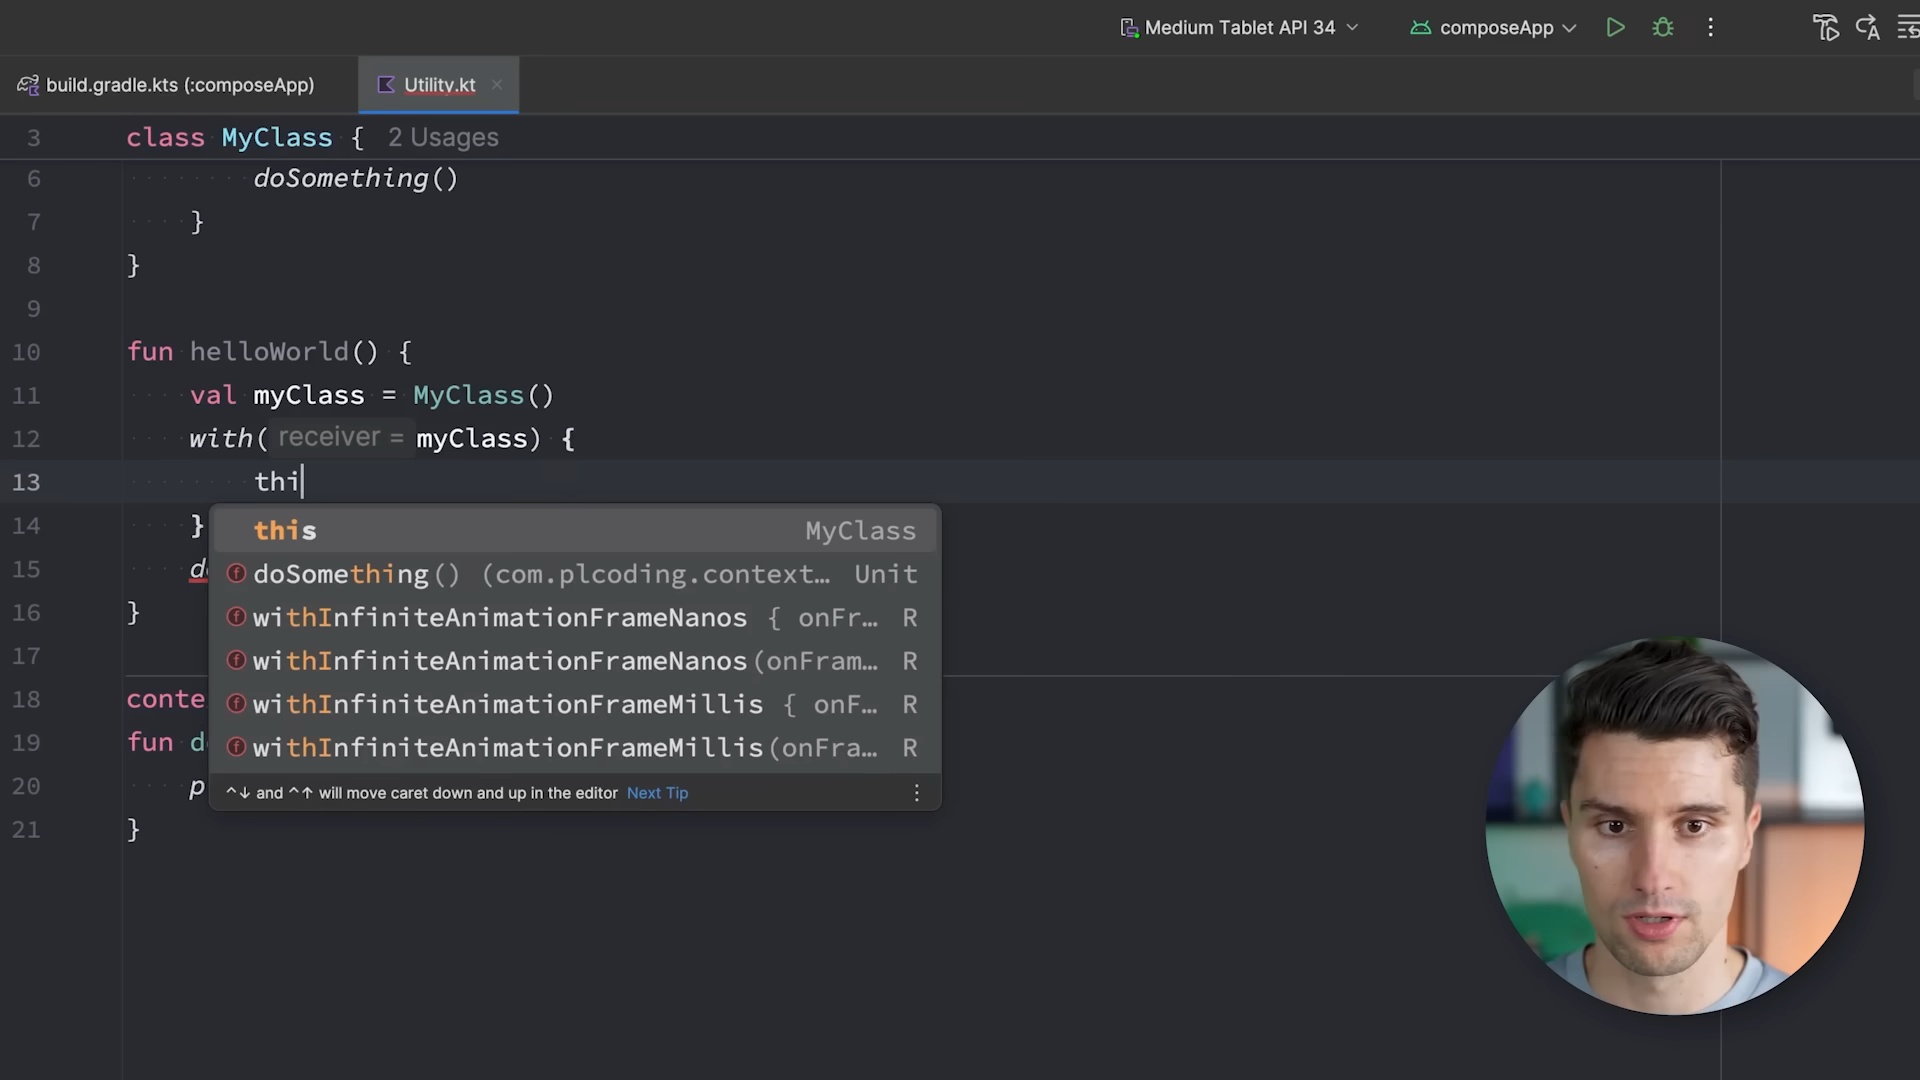 Medium Tablet API 34
composeApp
build.gradle.kts (:composeApp)
Utility.kt
3 class MyClass { 2 Usages
6 doSomething()
7 }
8 }
9
10 fun helloWorld() {
11 val myClass = MyClass()
12 with( receiver = myClass) {
13 thi
14 }
this MyClass
15 d
doSomething() (com.plcoding.context… Unit
16 }
withInfiniteAnimationFrameNanos { onFr… R
17
withInfiniteAnimationFrameNanos(onFram… R
18 conte
withInfiniteAnimationFrameMillis { onF… R
19 fun d
withInfiniteAnimationFrameMillis(onFra… R
20 p
^↓ and ^↑ will move caret down and up in the editor Next Tip
21 }